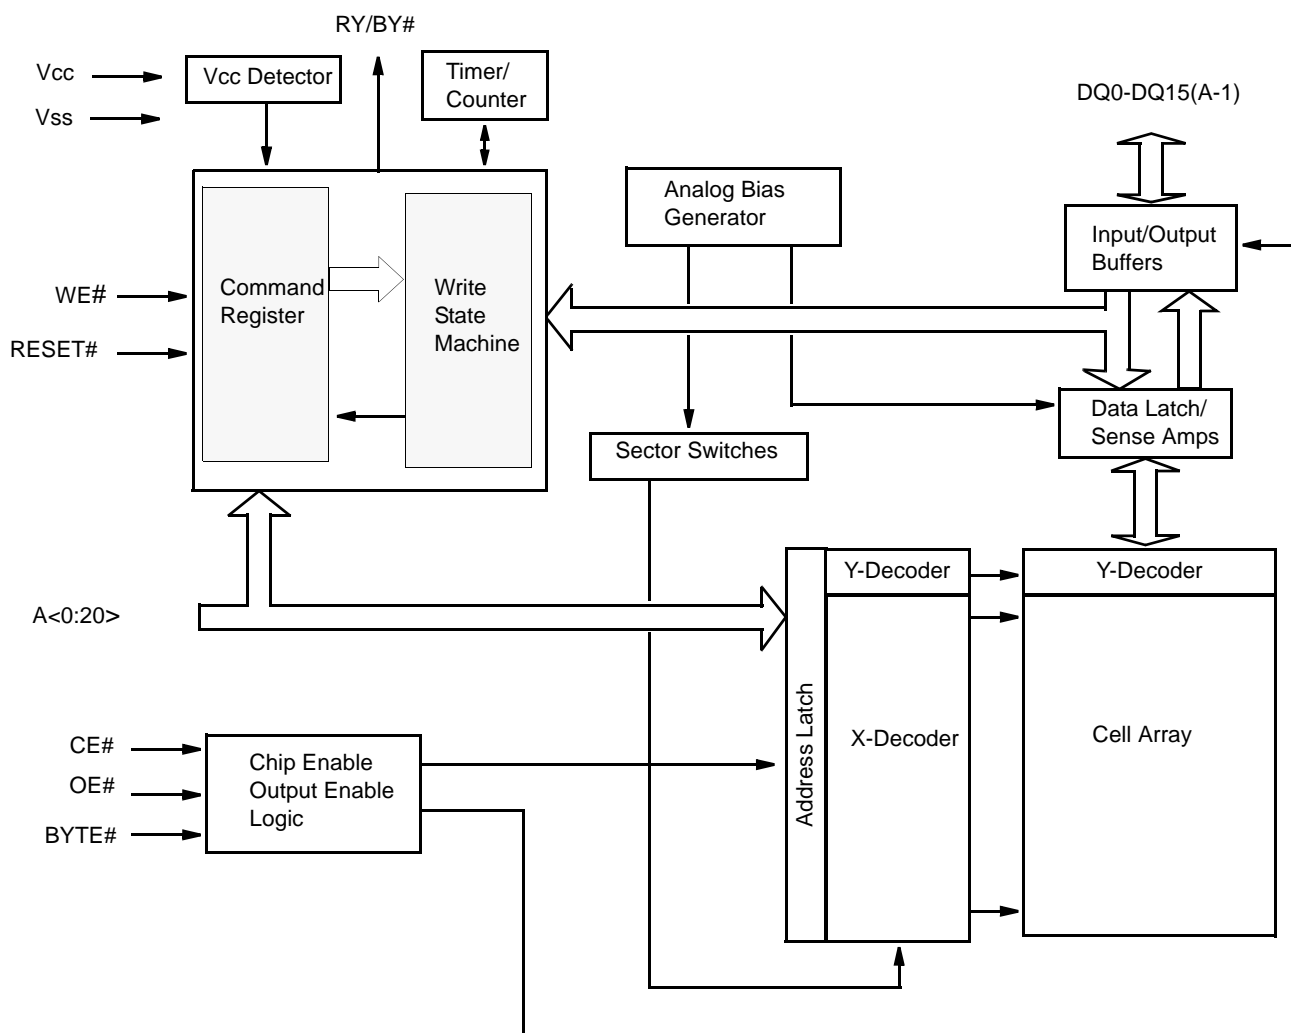 RY/BY#
Vcc
Vss
Vcc Detector
Timer/
Counter
DQ0-DQ15(A-1)
Analog Bias
Generator
Input/Output
Buffers
WE#
RESET#
Command
Register
Write
State
Machine
Data Latch/
Sense Amps
Sector Switches
Y-Decoder
Y-Decoder
A<0:20>
Address Latch
X-Decoder
Cell Array
CE#
OE#
BYTE#
Chip Enable
Output Enable
Logic